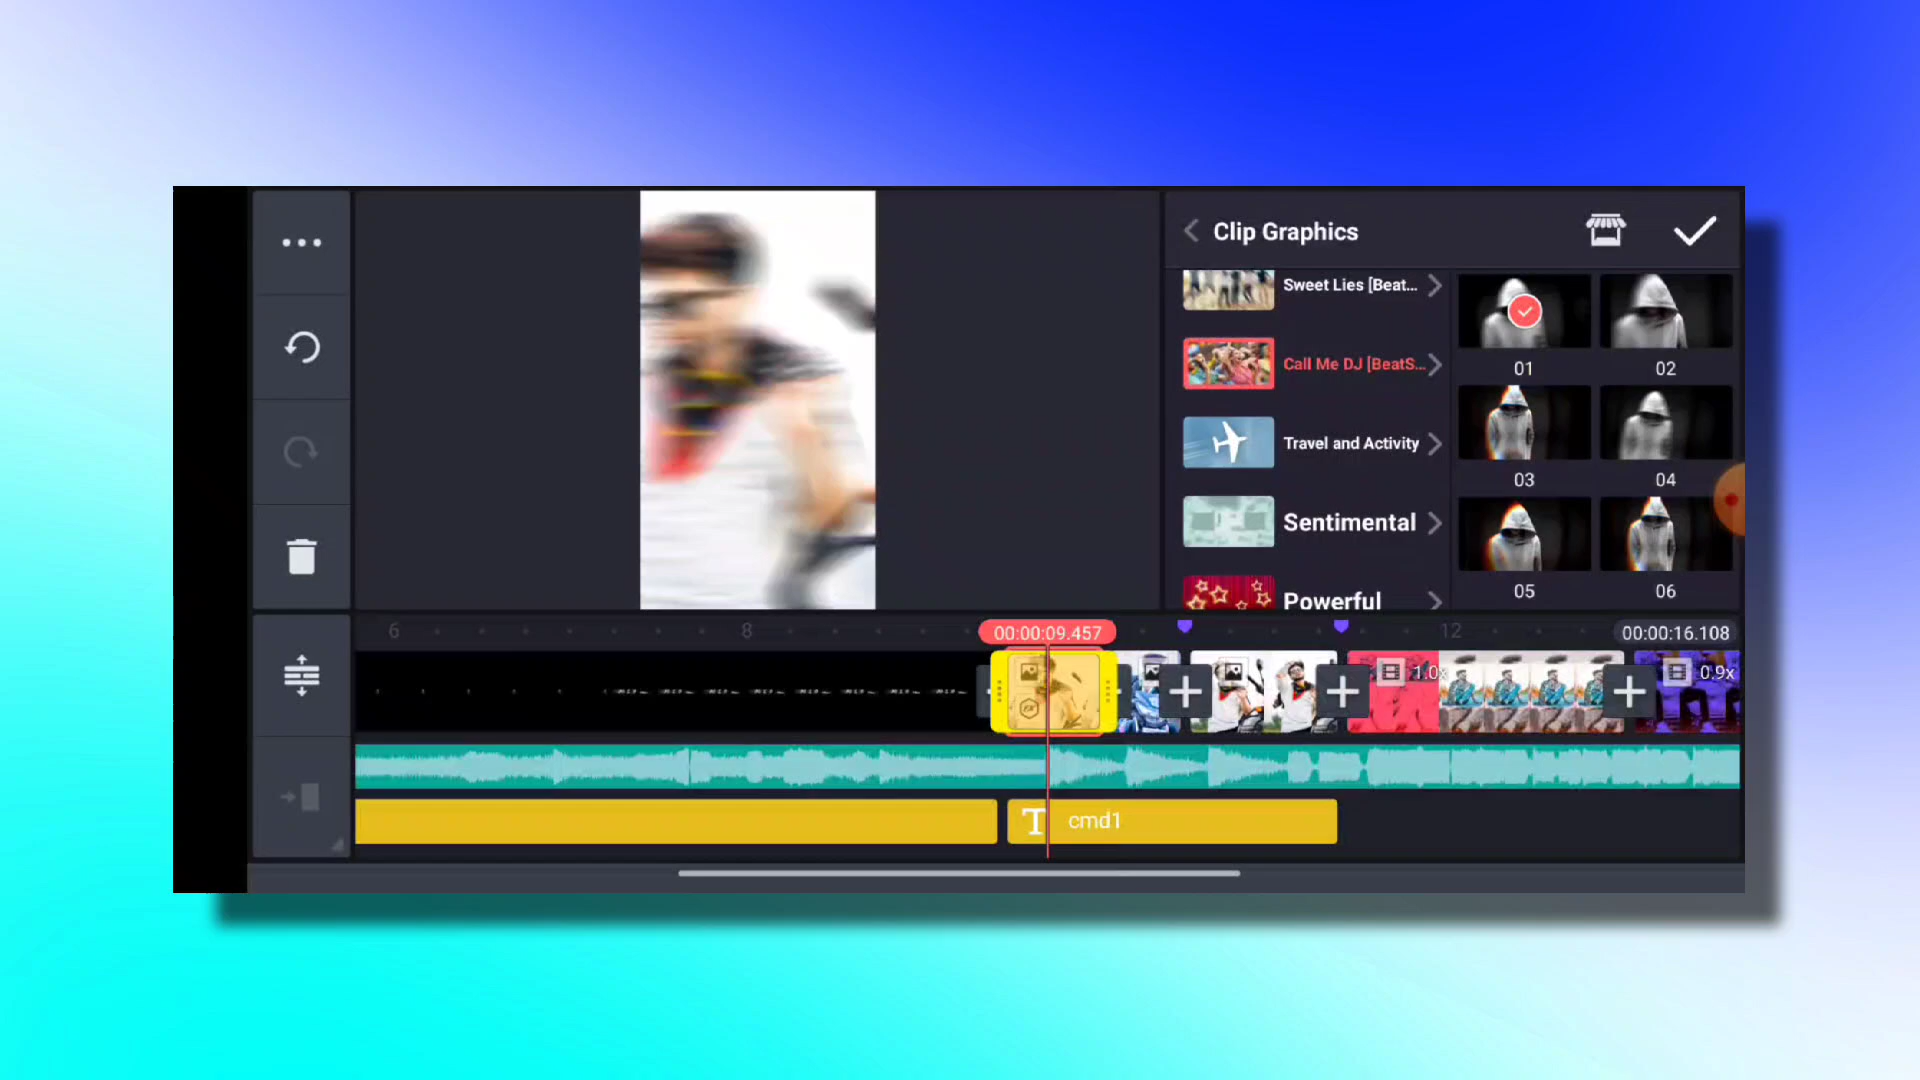 Clip Graphics
Sweet Lies [Beat...
Call Me DJ [BeatS...
Travel and Activity
Sentimental
Powerful
01
02
03
04
05
06
6
8
00:00:09.457
12
00:00:16.108
1.0x
0.9x
T cmd1